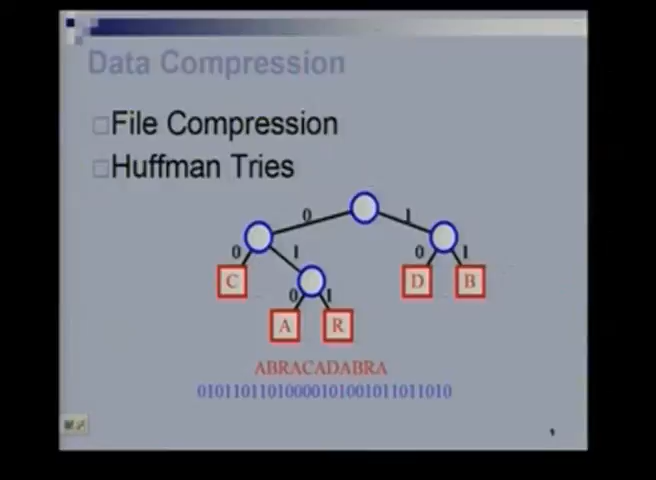 Data Compression
File Compression
Huffman Tries
0 1
0 1 0 1
C D B
0 1
A R
ABRACADABRA
01011011010000101001011011010